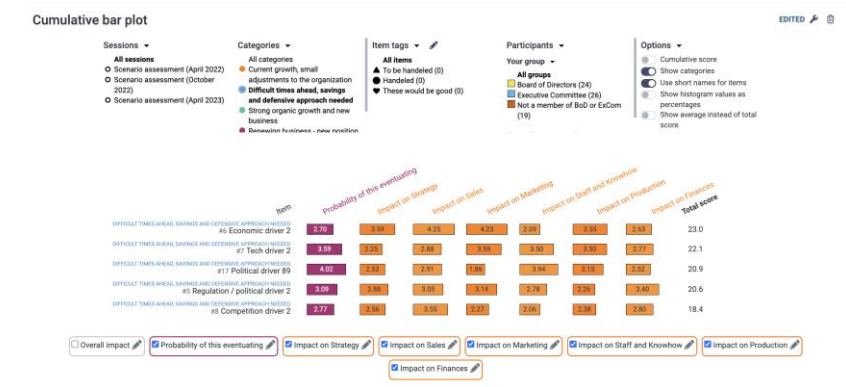 Cumulative bar plot
EDITED
Sessions
All sessions
Scenario assessment (April 2022)
Scenario assessment (October 2022)
Scenario assessment (April 2023)
Categories
All categories
Current growth, small adjustments to the organization
Difficult times ahead, savings and defensive approach needed
Strong organic growth and new business
Renewing business - new position
Item tags
All items
To be handeled (0)
Handeled (0)
These would be good (0)
Participants
Your group
All groups
Board of Directors (24)
Executive Committee (26)
Not a member of BoD or ExCom (19)
Options
Cumulative score
Show categories
Use short names for items
Show histogram values as percentages
Show average instead of total score
Item
Probability of this eventuating
Impact on Strategy
Impact on Sales
Impact on Marketing
Impact on Staff and Knowhow
Impact on Production
Impact on Finances
Total score
DIFFICULT TIMES AHEAD, SAVINGS AND DEFENSIVE APPROACH NEEDED
#6 Economic driver 2 2.70 3.59 4.25 4.23 2.09 3.55 2.63 23.0
DIFFICULT TIMES AHEAD, SAVINGS AND DEFENSIVE APPROACH NEEDED
#7 Tech driver 2 3.59 2.25 2.88 3.59 3.50 3.50 2.77 22.1
DIFFICULT TIMES AHEAD, SAVINGS AND DEFENSIVE APPROACH NEEDED
#17 Political driver 89 4.02 2.53 2.91 1.86 3.94 3.13 2.52 20.9
DIFFICULT TIMES AHEAD, SAVINGS AND DEFENSIVE APPROACH NEEDED
#5 Regulation / political driver 2 3.09 2.88 3.05 3.14 2.78 2.26 3.40 20.6
DIFFICULT TIMES AHEAD, SAVINGS AND DEFENSIVE APPROACH NEEDED
#8 Competition driver 2 2.77 2.56 3.55 2.27 2.06 2.38 2.80 18.4
Overall impact
Probability of this eventuating
Impact on Strategy
Impact on Sales
Impact on Marketing
Impact on Staff and Knowhow
Impact on Production
Impact on Finances